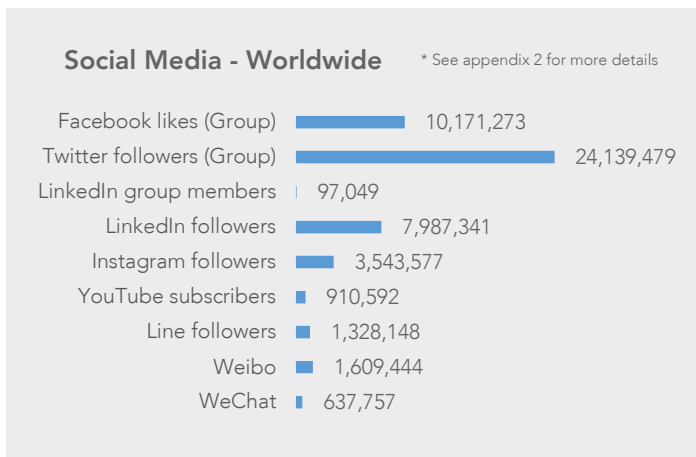 Social Media - Worldwide * See appendix 2 for more details
Facebook likes (Group) 10,171,273
Twitter followers (Group) 24,139,479
LinkedIn group members 97,049
LinkedIn followers 7,987,341
Instagram followers 3,543,577
YouTube subscribers 910,592
Line followers 1,328,148
Weibo 1,609,444
WeChat 637,757